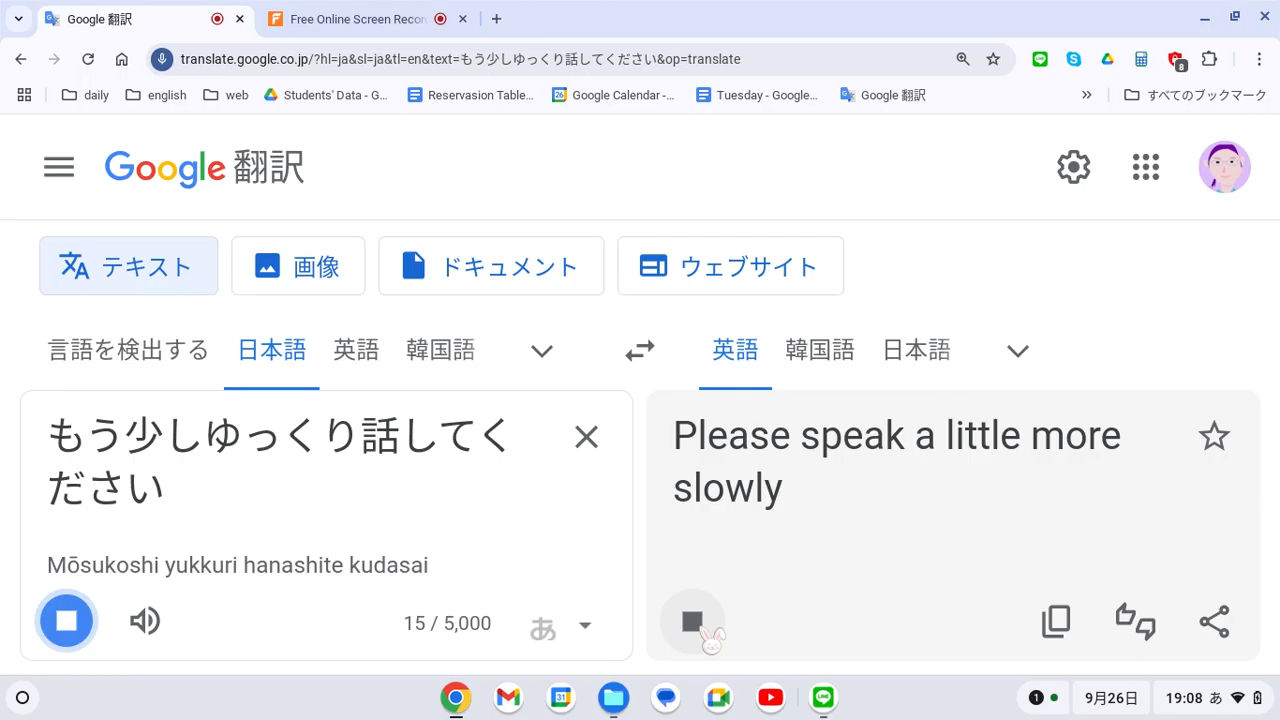 Google 翻訳
Free Online Screen Recor
translate.google.co.jp/?hl=ja&sl=ja&tl=en&text=もう少しゆっくり話してください&op=translate
8
daily
english
web
Students' Data - G...
Reservasion Table...
Google Calendar -...
Tuesday - Google...
Google 翻訳
»
すべてのブックマーク
Google 翻訳
テキスト
画像
ドキュメント
ウェブサイト
言語を検出する 日本語 英語 韓国語
英語 韓国語 日本語
もう少しゆっくり話してく
ださい
Mōsukoshi yukkuri hanashite kudasai
15 / 5,000
あ
Please speak a little more
slowly
1
9月26日
19:08 あ